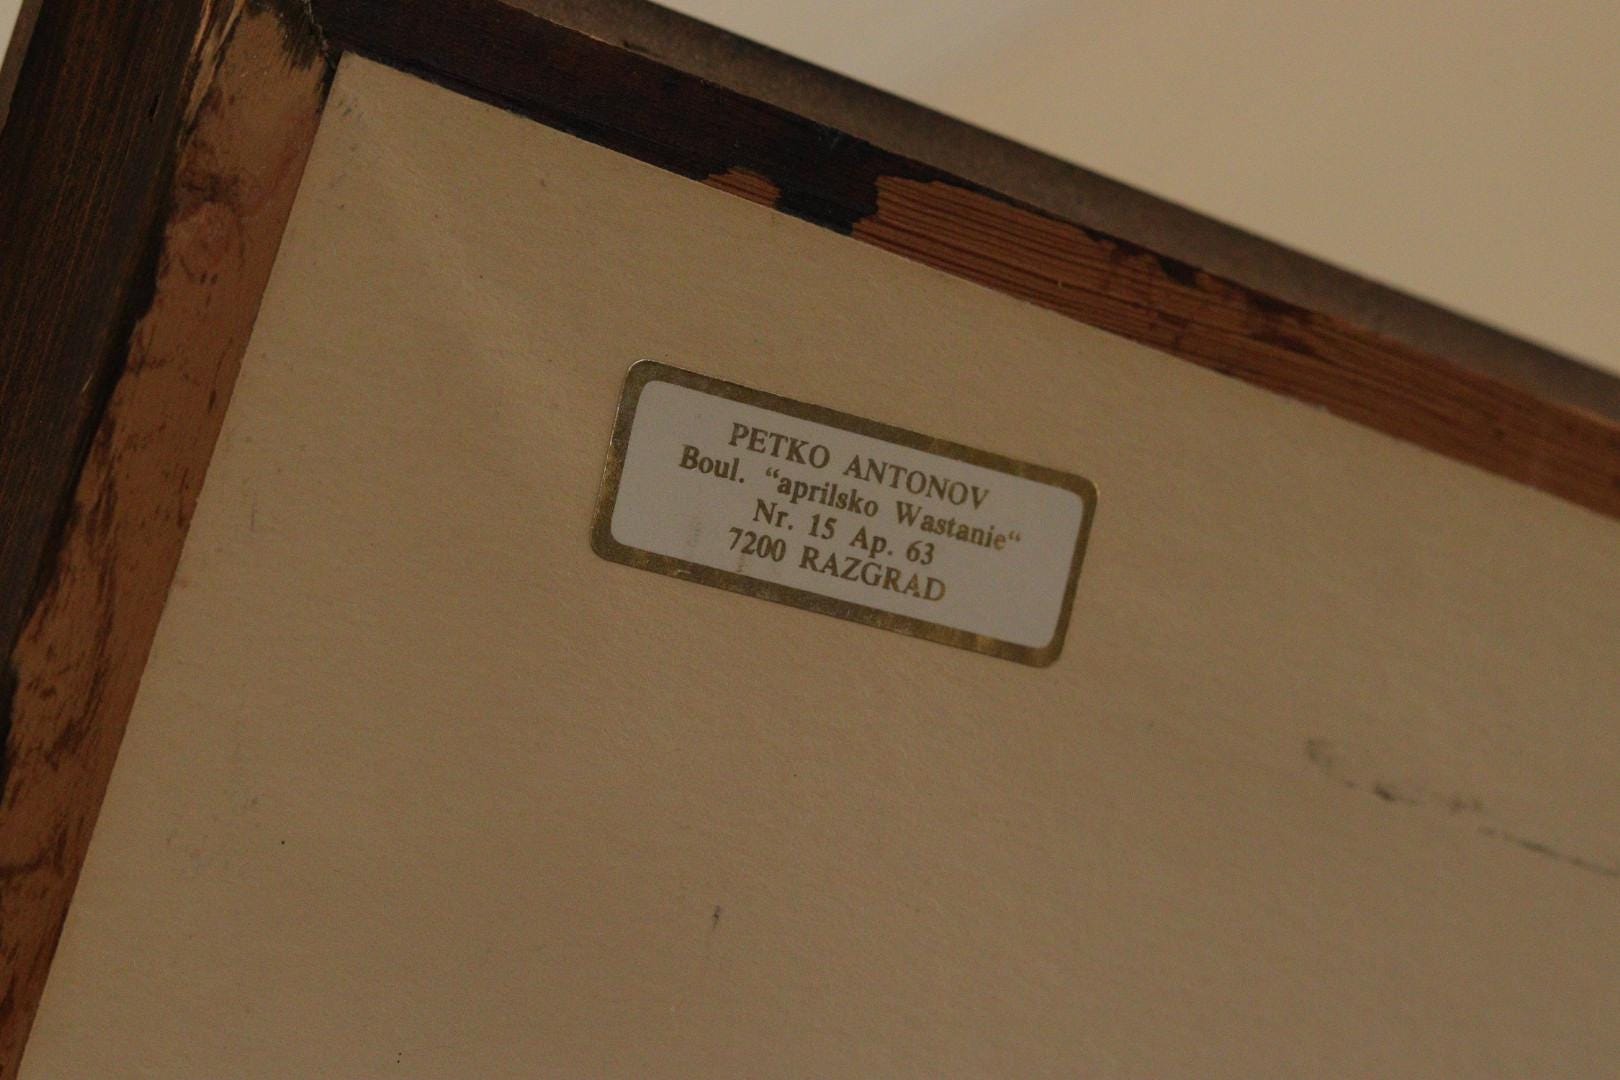 PETKO ANTONOV
Boul. “aprilsko Wastanie“
Nr. 15 Ap. 63
7200 RAZGRAD